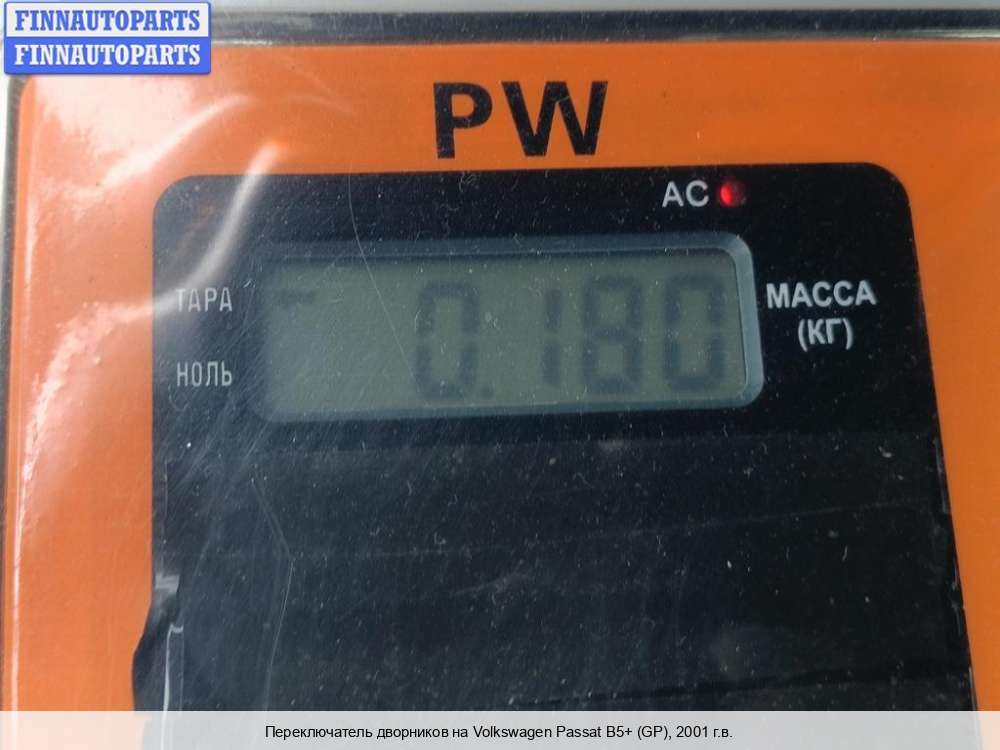 FINNAUTOPARTS
FINNAUTOPARTS
PW
AC
ТАРА
0.180
МАССА
(КГ)
НОЛЬ
Переключатель дворников на Volkswagen Passat B5+ (GP), 2001 г.в.